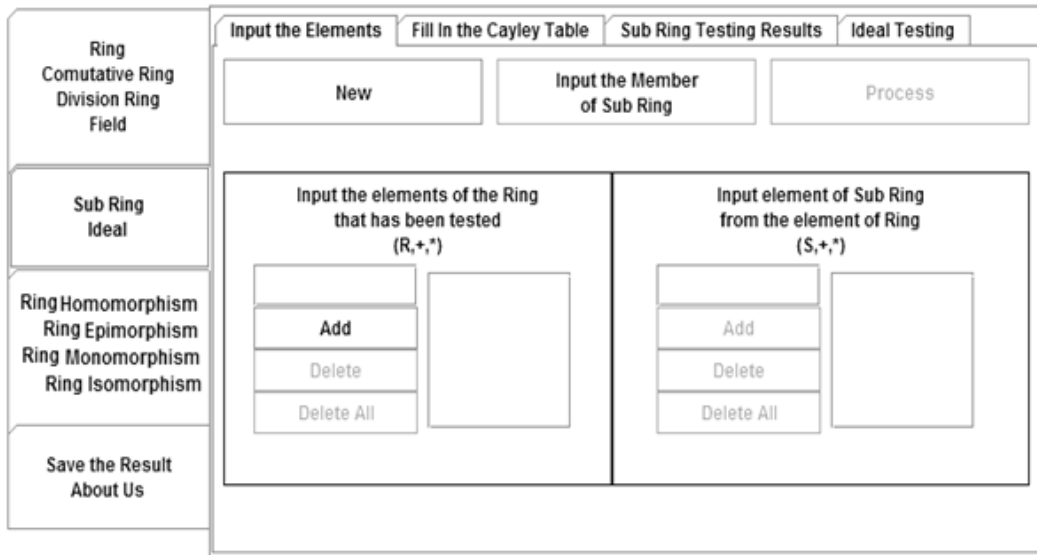 Ring
Comutative Ring
Division Ring
Field
Sub Ring
Ideal
Ring Homomorphism
Ring Epimorphism
Ring Monomorphism
Ring Isomorphism
Save the Result
About Us
Input the Elements
Fill In the Cayley Table
Sub Ring Testing Results
Ideal Testing
New
Input the Member
of Sub Ring
Process
Input the elements of the Ring
that has been tested
(R,+,*)
Add
Delete
Delete All
Input element of Sub Ring
from the element of Ring
(S,+,*)
Add
Delete
Delete All